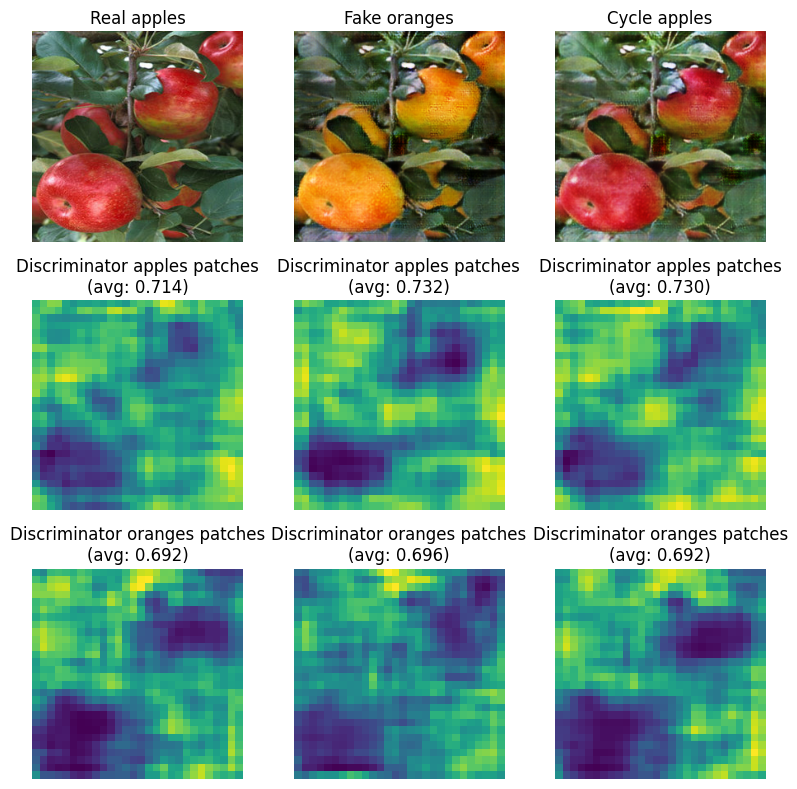 Real apples
Fake oranges
Cycle apples
Discriminator apples patches
(avg: 0.714)
Discriminator apples patches
(avg: 0.732)
Discriminator apples patches
(avg: 0.730)
Discriminator oranges patches
(avg: 0.692)
Discriminator oranges patches
(avg: 0.696)
Discriminator oranges patches
(avg: 0.692)